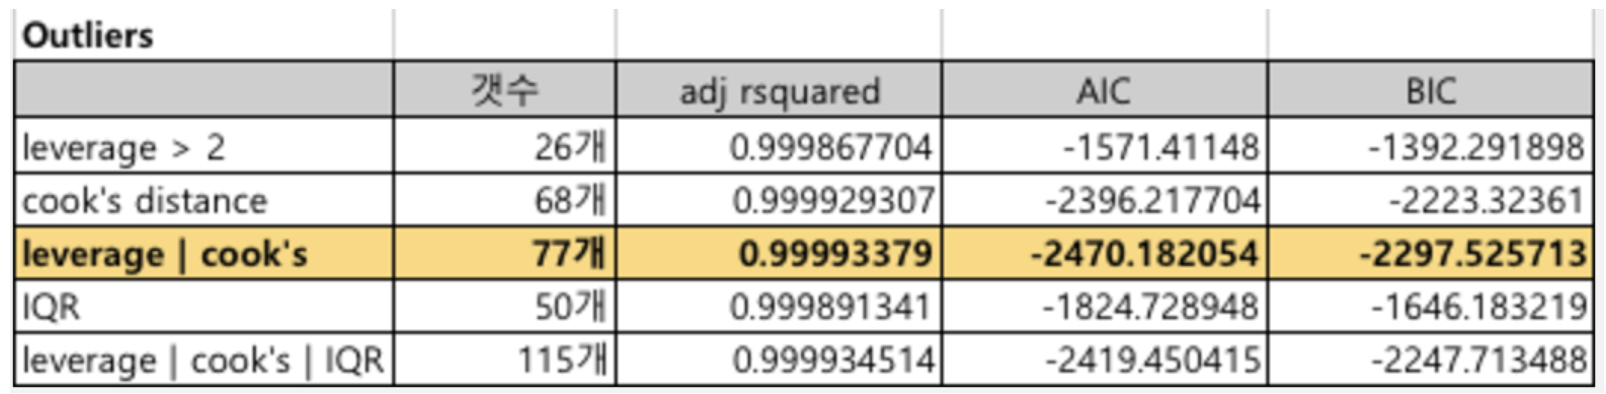 Outliers
갯수 adj rsquared AIC BIC
leverage > 2 26개 0.999867704 -1571.41148 -1392.291898
cook's distance 68개 0.999929307 -2396.217704 -2223.32361
leverage | cook's 77개 0.99993379 -2470.182054 -2297.525713
IQR 50개 0.999891341 -1824.728948 -1646.183219
leverage | cook's | IQR 115개 0.999934514 -2419.450415 -2247.713488